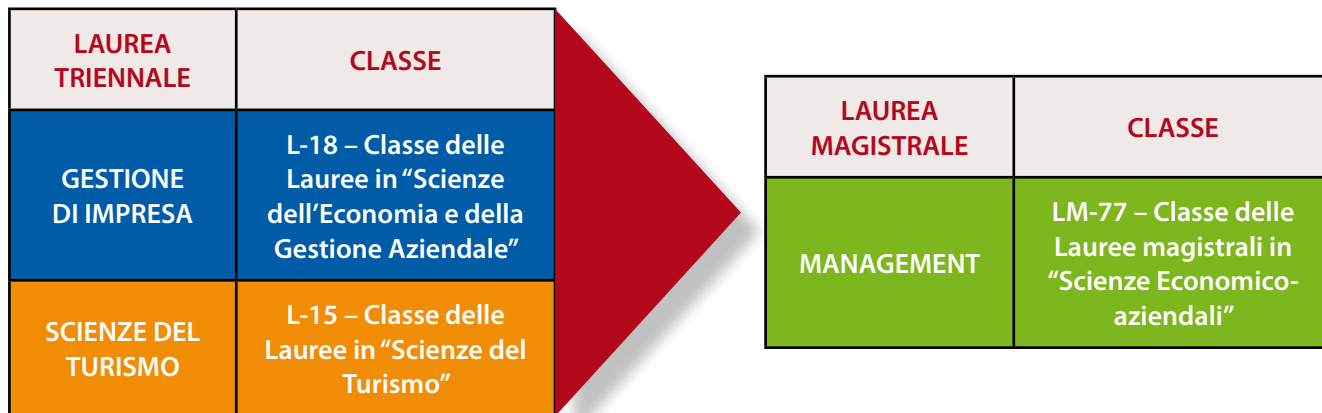 LAUREA
TRIENNALE
CLASSE
GESTIONE
DI IMPRESA
L-18 – Classe delle
Lauree in “Scienze
dell’Economia e della
Gestione Aziendale”
SCIENZE DEL
TURISMO
L-15 – Classe delle
Lauree in “Scienze del
Turismo”
LAUREA
MAGISTRALE
CLASSE
MANAGEMENT
LM-77 – Classe delle
Lauree magistrali in
“Scienze Economico-
aziendali”